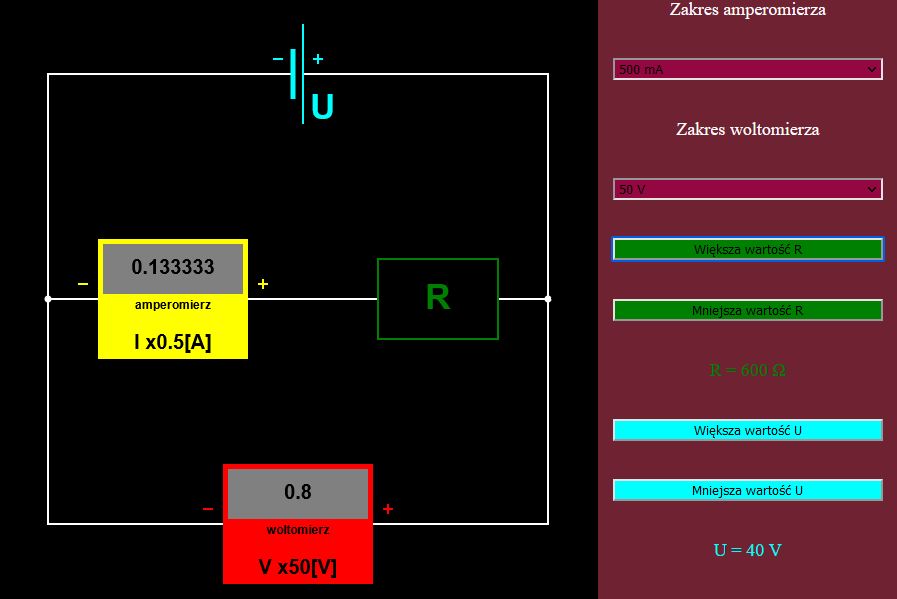 − +
U
0.133333
− +
amperomierz
I x0.5[A]
R
0.8
− +
woltomierz
V x50[V]
Zakres amperomierza
500 mA
Zakres woltomierza
50 V
Większa wartość R
Mniejsza wartość R
R = 600 Ω
Większa wartość U
Mniejsza wartość U
U = 40 V